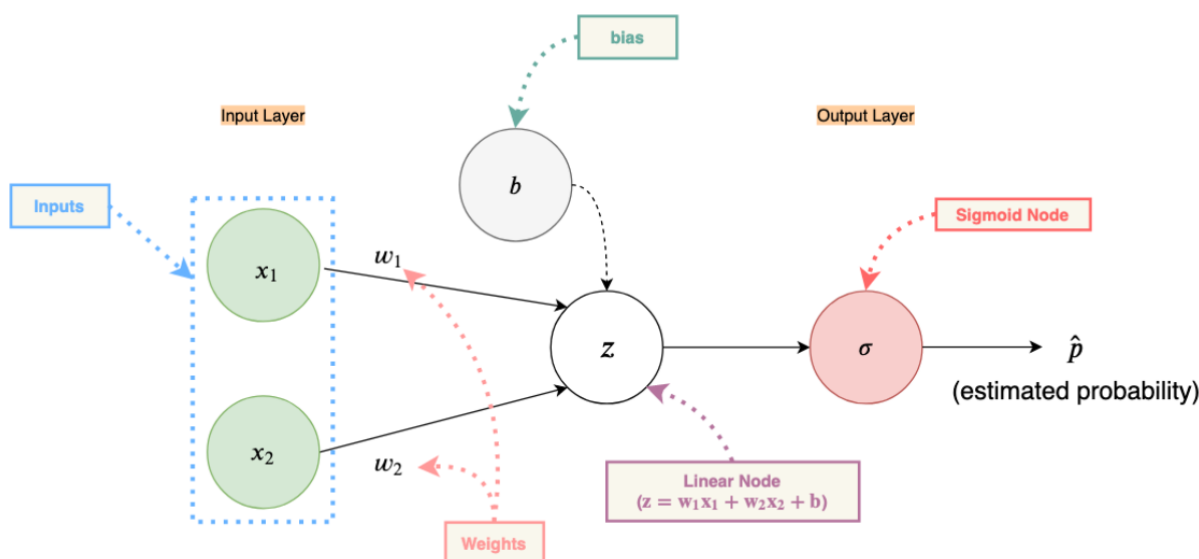 bias
Input Layer
Output Layer
b
Inputs
Sigmoid Node
x₁
w₁
z
σ
p̂
(estimated probability)
x₂
w₂
Linear Node
(z = w₁x₁ + w₂x₂ + b)
Weights